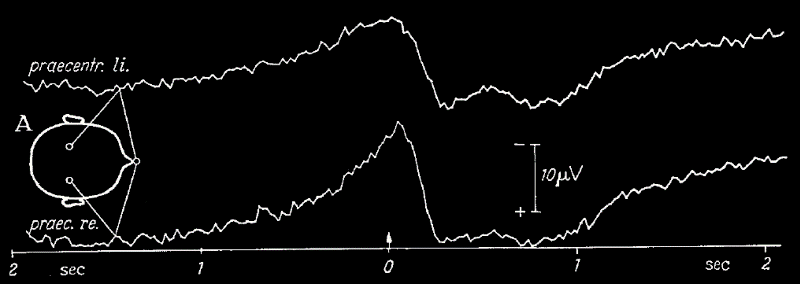 praecentr. li.
A
−
10µV
+
praec. re.
2 sec 1 0 1 sec 2